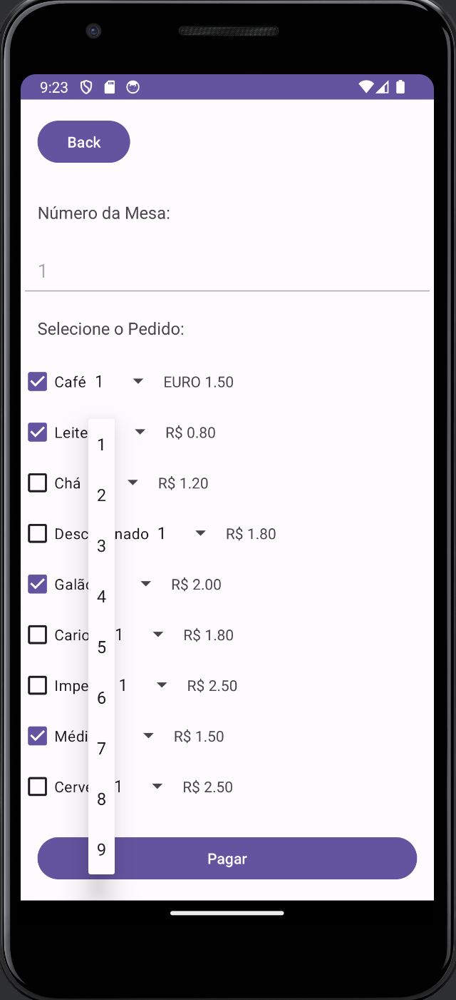 9:23
Back
Número da Mesa:
1
Selecione o Pedido:
Café 1 EURO 1.50
Leite R$ 0.80
1
Chá R$ 1.20
2
Desc nado 1 R$ 1.80
3
Galão R$ 2.00
4
Cario 1 R$ 1.80
5
Impe 1 R$ 2.50
6
Médi R$ 1.50
7
Cerve 1 R$ 2.50
8
9
Pagar